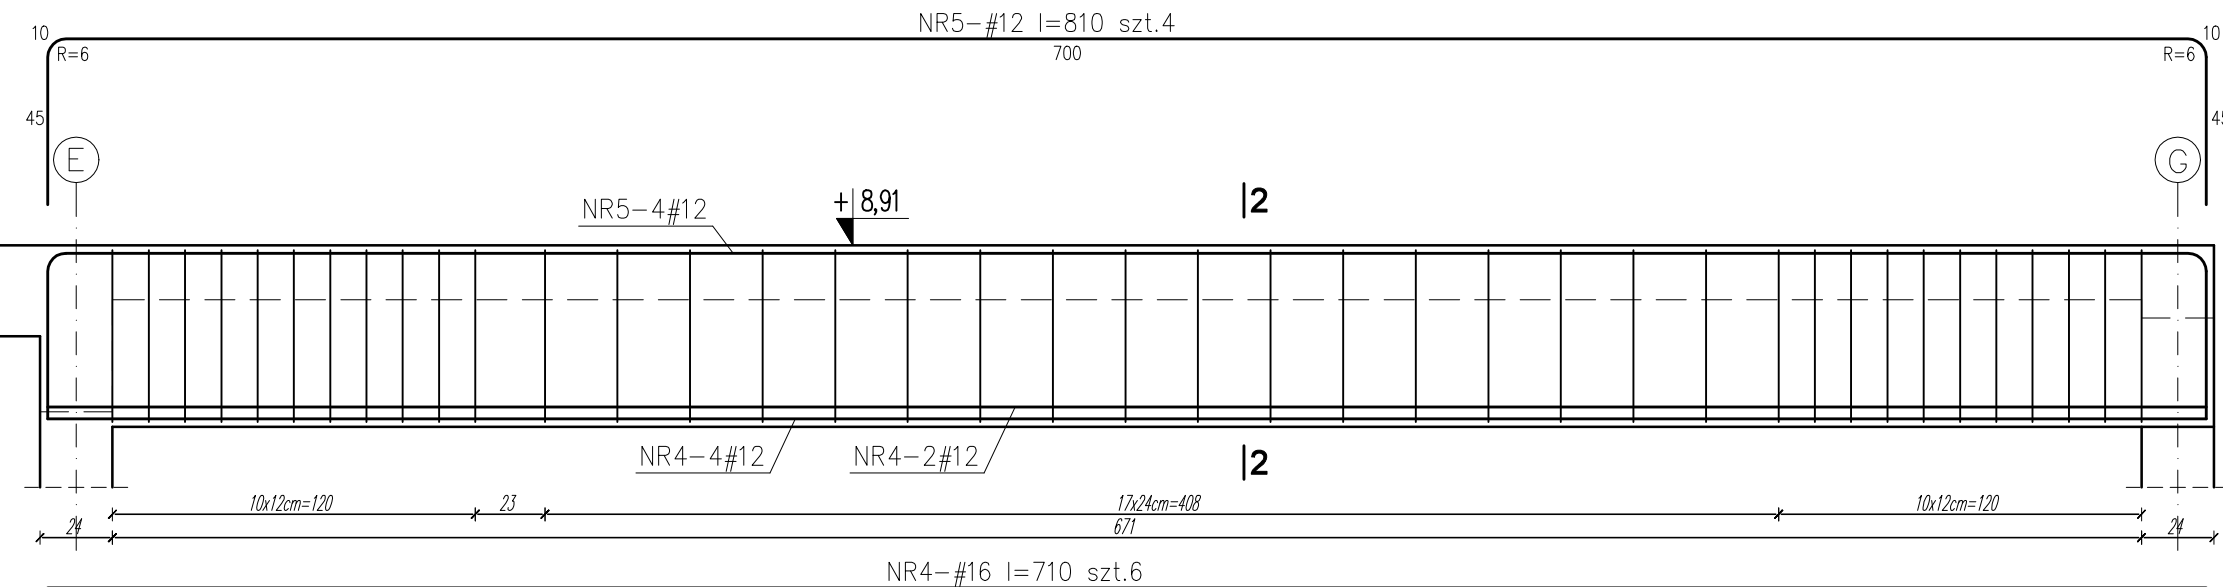 NR5-#12 l=810 szt.4
10
10
R=6
700
R=6
45
45
E
G
+ 8,91
2
NR5-4#12
NR4-4#12
NR4-2#12
2
10x12cm=120
23
17x24cm=408
10x12cm=120
24
671
24
NR4-#16 l=710 szt.6